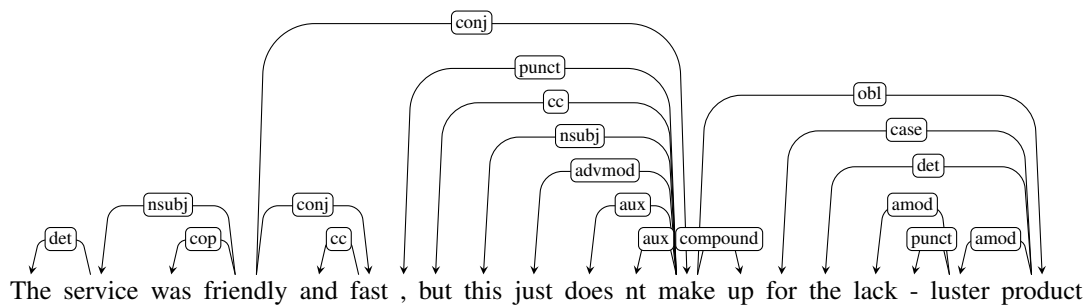 conj
punct
cc obl
nsubj case
advmod det
nsubj conj aux amod
det cop cc aux compound punct amod
The service was friendly and fast , but this just does nt make up for the lack - luster product